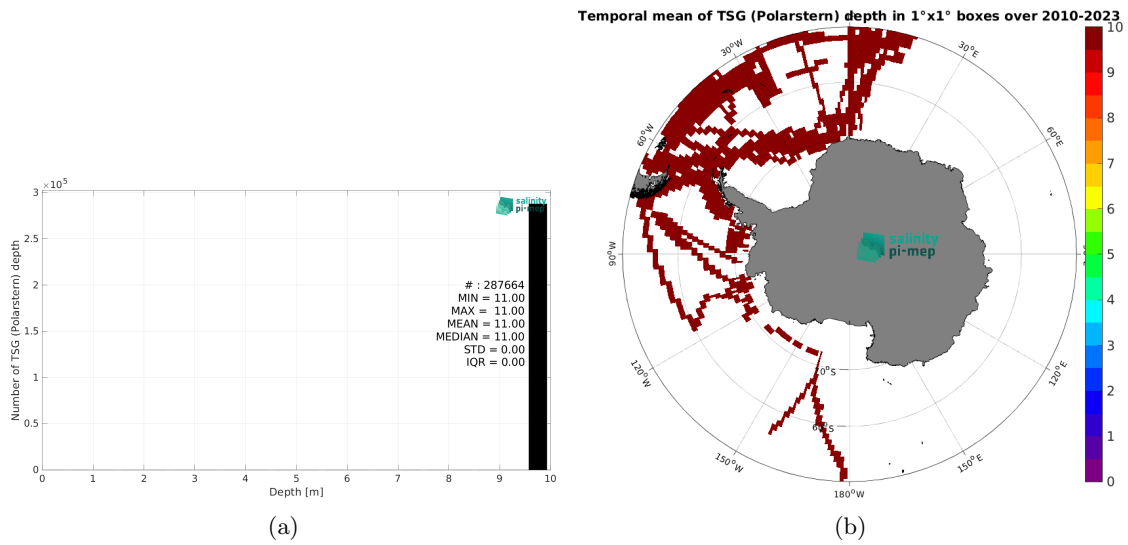 ×10⁵
3
2.5
2
1.5
1
0.5
0
0 1 2 3 4 5 6 7 8 9 10
Depth [m]
Number of TSG (Polarstern) depth
salinity
pi-mep
# : 287664
MIN = 11.00
MAX = 11.00
MEAN = 11.00
MEDIAN = 11.00
STD = 0.00
IQR = 0.00
(a)
Temporal mean of TSG (Polarstern) depth in 1°x1° boxes over 2010-2023
30°W
30°E
60°W
60°E
90°W
120°W
120°E
150°W
150°E
180°W
70°S
60°S
salinity
pi-mep
10
9
8
7
6
5
4
3
2
1
0
(b)